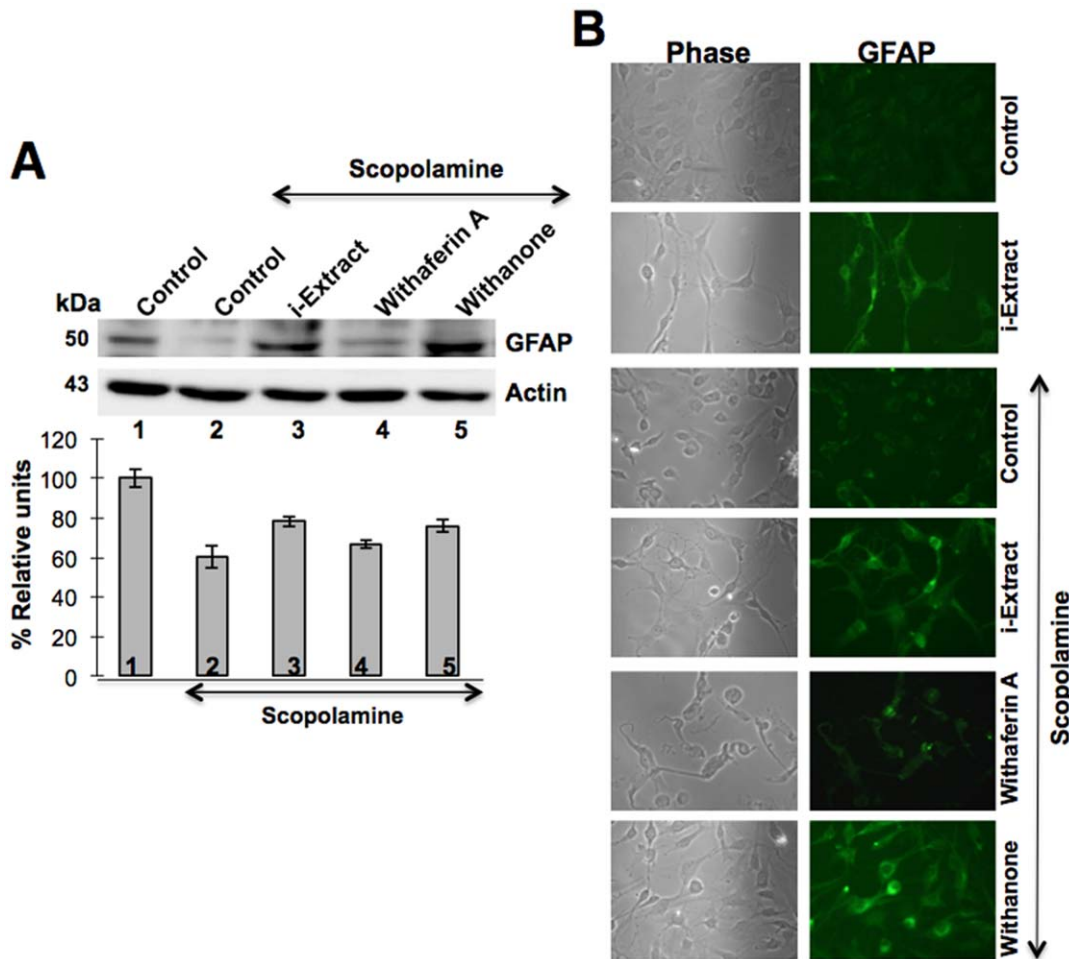 A
Scopolamine
Control
Control
i-Extract
Withaferin A
Withanone
kDa
50
GFAP
43
Actin
1 2 3 4 5
120
100
80
60
40
20
0
% Relative units
1 2 3 4 5
Scopolamine
B
Phase GFAP
Control
i-Extract
Control
i-Extract
Withaferin A
Withanone
Scopolamine